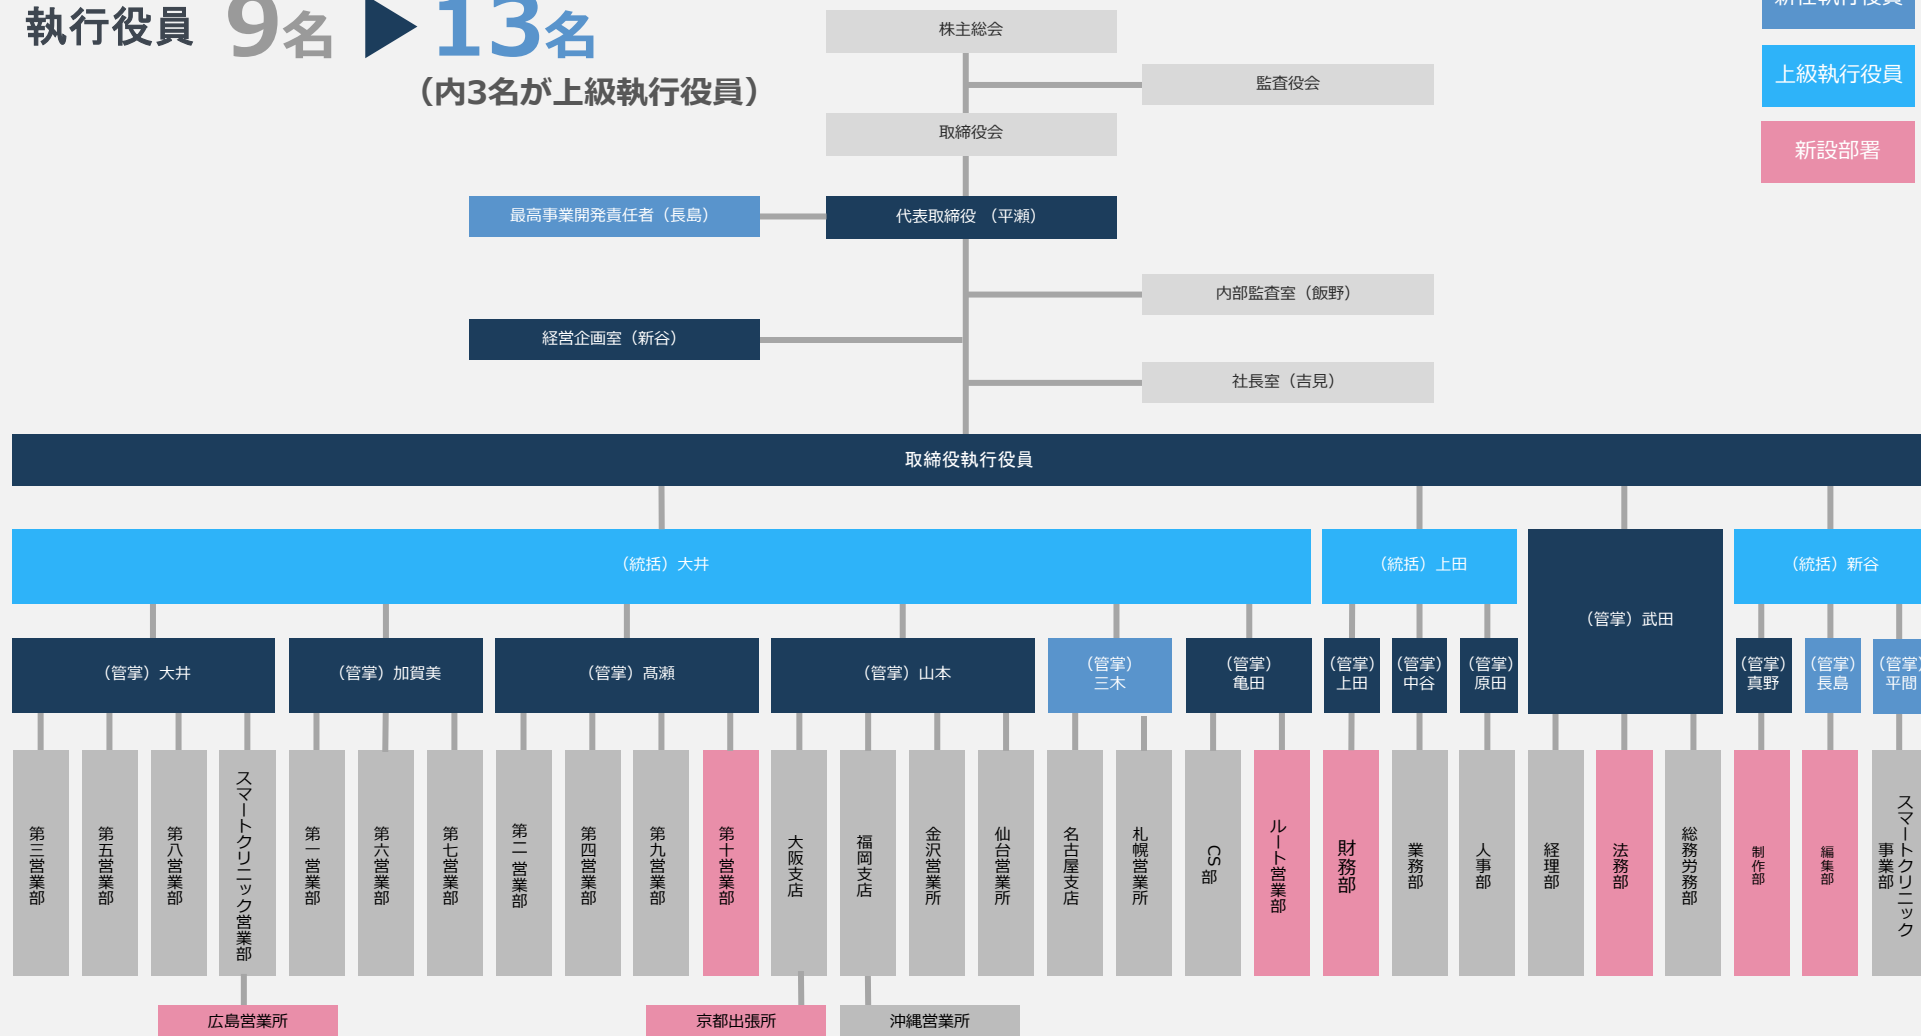 執行役員 9名 13名
（内3名が上級執行役員）
新任執行役員
上級執行役員
新設部署
株主総会
監査役会
取締役会
最高事業開発責任者（長島）
代表取締役 （平瀬）
内部監査室（飯野）
経営企画室（新谷）
社長室（吉見）
取締役執行役員
（統括）大井
（統括）上田
（管掌）武田
（統括）新谷
（管掌）大井
（管掌）加賀美
（管掌）髙瀬
（管掌）山本
（管掌）
三木
（管掌）
亀田
（管掌）
上田
（管掌）
中谷
（管掌）
原田
（管掌）
真野
（管掌）
長島
（管掌）
平間
第三営業部
第五営業部
第八営業部
スマートクリニック営業部
第一営業部
第六営業部
第七営業部
第二 営業部
第四営業部
第九営業部
第十営業部
大阪支店
福岡支店
金沢営業所
仙台営業所
名古屋支店
札幌営業所
CS部
ルート営業部
財務部
業務部
人事部
経理部
法務部
総務労務部
制作部
編集部
スマートクリニック
事業部
広島営業所
京都出張所
沖縄営業所